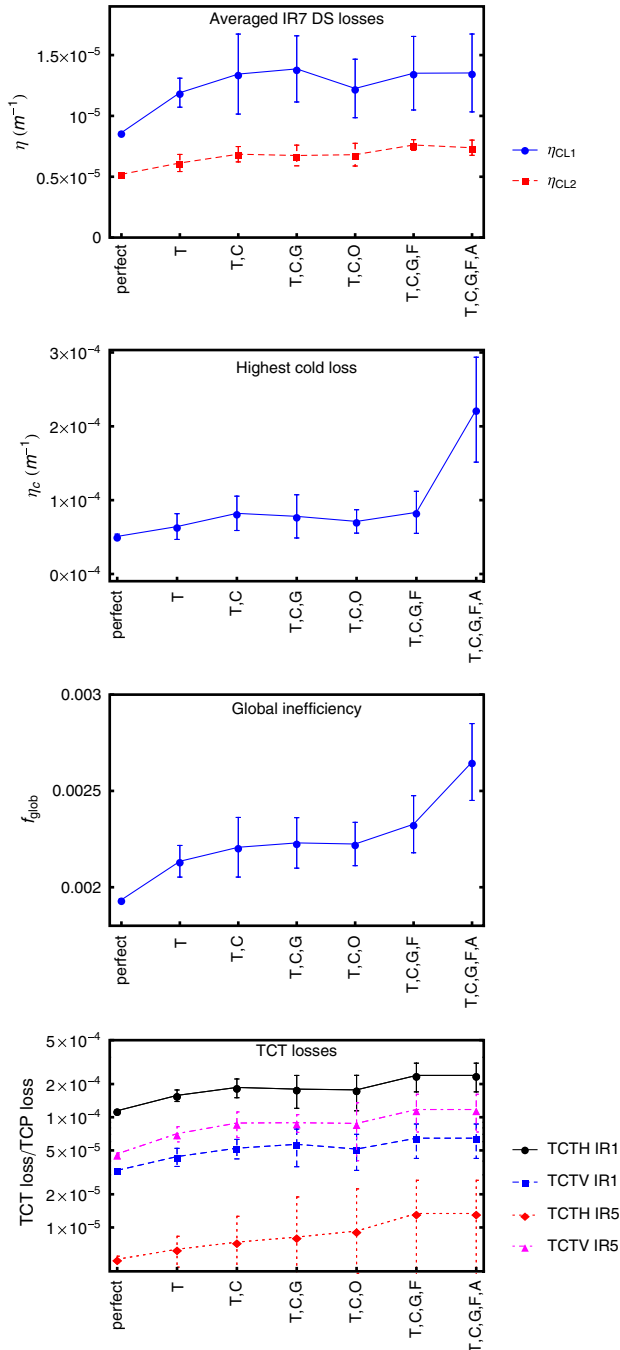 Averaged IR7 DS losses
η (m⁻¹)
1.5×10⁻⁵
10⁻⁵
0.5×10⁻⁵
0
perfect
T
T,C
T,C,G
T,C,O
T,C,G,F
T,C,G,F,A
ηCL1
ηCL2
Highest cold loss
ηc (m⁻¹)
3×10⁻⁴
2×10⁻⁴
1×10⁻⁴
0×10⁻⁴
perfect
T
T,C
T,C,G
T,C,O
T,C,G,F
T,C,G,F,A
Global inefficiency
fglob
0.003
0.0025
0.002
perfect
T
T,C
T,C,G
T,C,O
T,C,G,F
T,C,G,F,A
TCT losses
TCT loss/TCP loss
5×10⁻⁴
2×10⁻⁴
1×10⁻⁴
5×10⁻⁵
2×10⁻⁵
1×10⁻⁵
perfect
T
T,C
T,C,G
T,C,O
T,C,G,F
T,C,G,F,A
TCTH IR1
TCTV IR1
TCTH IR5
TCTV IR5